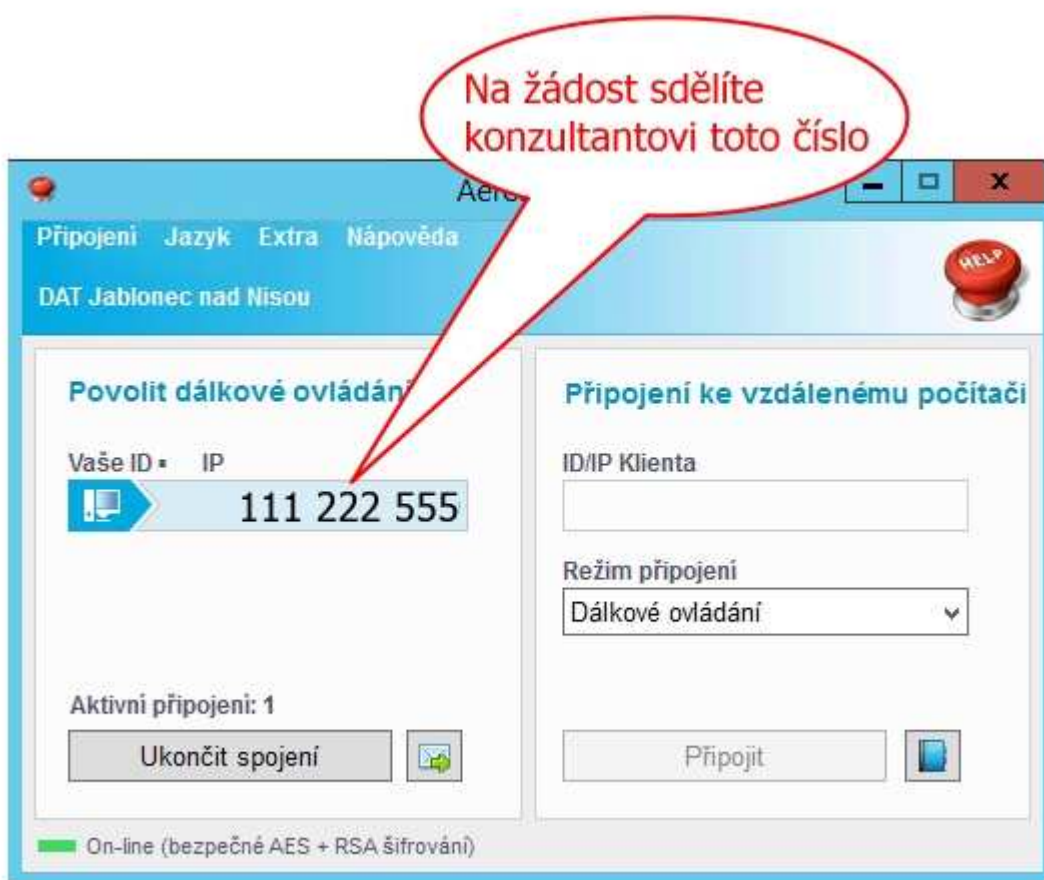 Na žádost sdělíte
konzultantovi toto číslo
Připojení Jazyk Extra Nápověda
HELP
DAT Jablonec nad Nisou
Povolit dálkové ovládání
Vaše ID IP
111 222 555
Aktivní připojení: 1
Ukončit spojení
Připojení ke vzdálenému počítači
ID/IP Klienta
Režim připojení
Dálkové ovládání
Připojit
On-line (bezpečné AES + RSA šifrování)